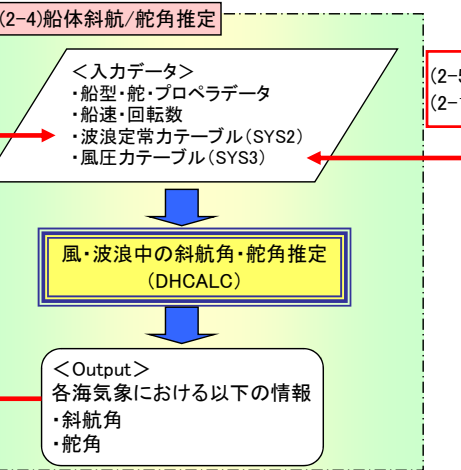 (2-4)船体斜航/舵角推定
＜入力データ＞
・船型・舵・プロペラデータ
・船速・回転数
・波浪定常力テーブル(SYS2)
・風圧力テーブル(SYS3)
(2-5
(2-
風・波浪中の斜航角・舵角推定
(DHCALC)
＜Output＞
各海気象における以下の情報
・斜航角
・舵角